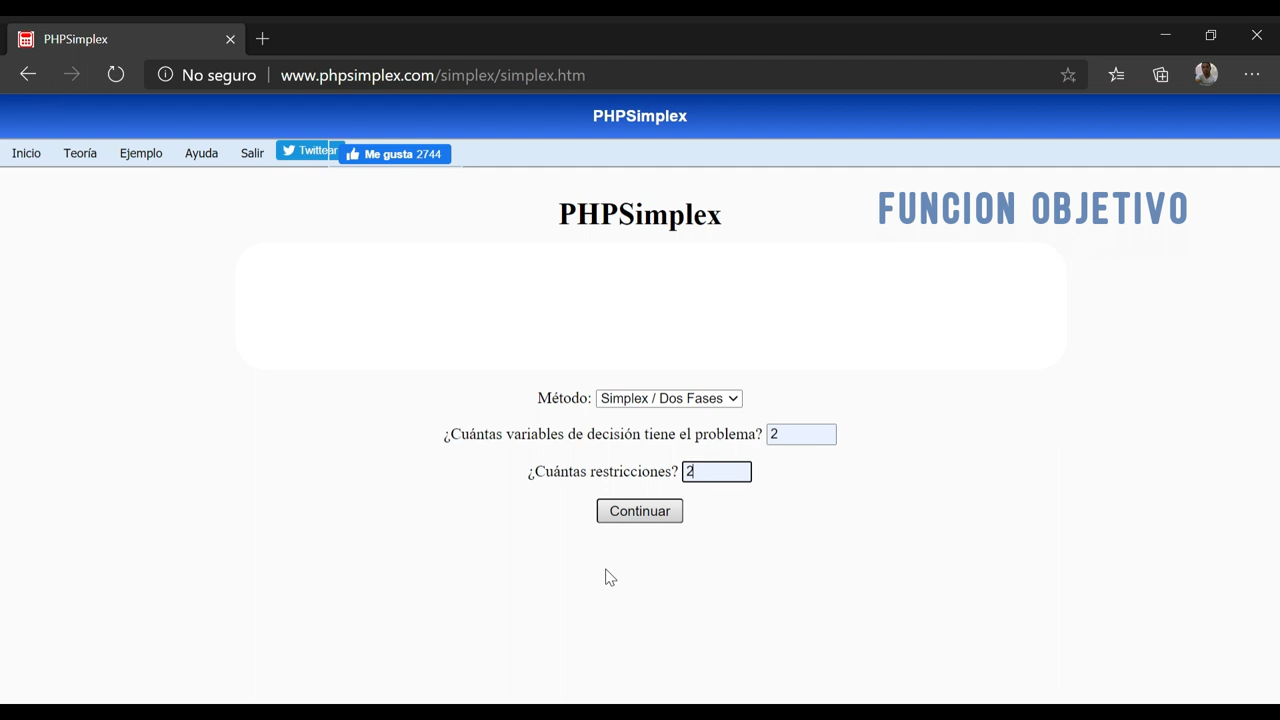 PHPSimplex
No seguro www.phpsimplex.com/simplex/simplex.htm
PHPSimplex
Inicio Teoría Ejemplo Ayuda Salir Twittear Me gusta 2744
PHPSimplex
FUNCION OBJETIVO
Método: Simplex / Dos Fases
¿Cuántas variables de decisión tiene el problema? 2
¿Cuántas restricciones? 2
Continuar